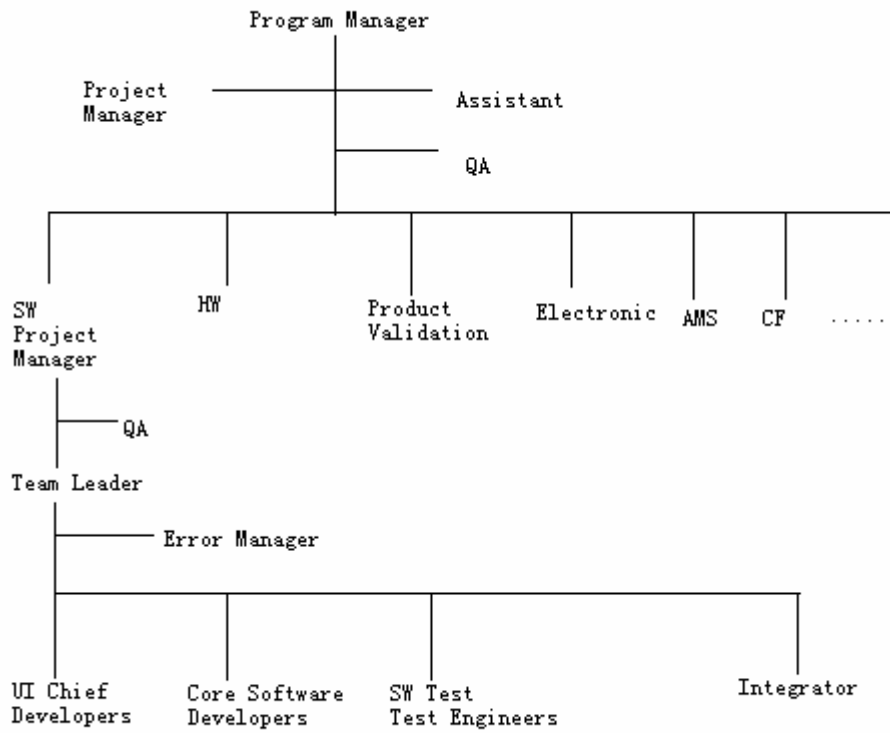 Program Manager
Project
Manager
Assistant
QA
SW
Project
Manager
HW
Product
Validation
Electronic
AMS
CF
.....
QA
Team Leader
Error Manager
UI Chief
Developers
Core Software
Developers
SW Test
Test Engineers
Integrator